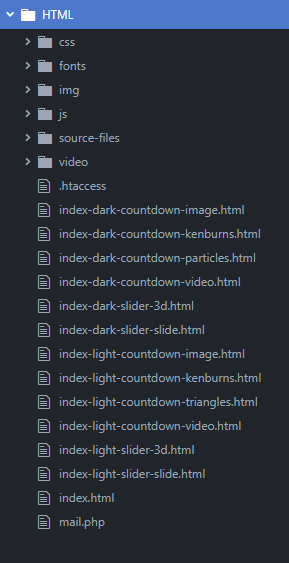 HTML
css
fonts
img
js
source-files
video
.htaccess
index-dark-countdown-image.html
index-dark-countdown-kenburns.html
index-dark-countdown-particles.html
index-dark-countdown-video.html
index-dark-slider-3d.html
index-dark-slider-slide.html
index-light-countdown-image.html
index-light-countdown-kenburns.html
index-light-countdown-triangles.html
index-light-countdown-video.html
index-light-slider-3d.html
index-light-slider-slide.html
index.html
mail.php